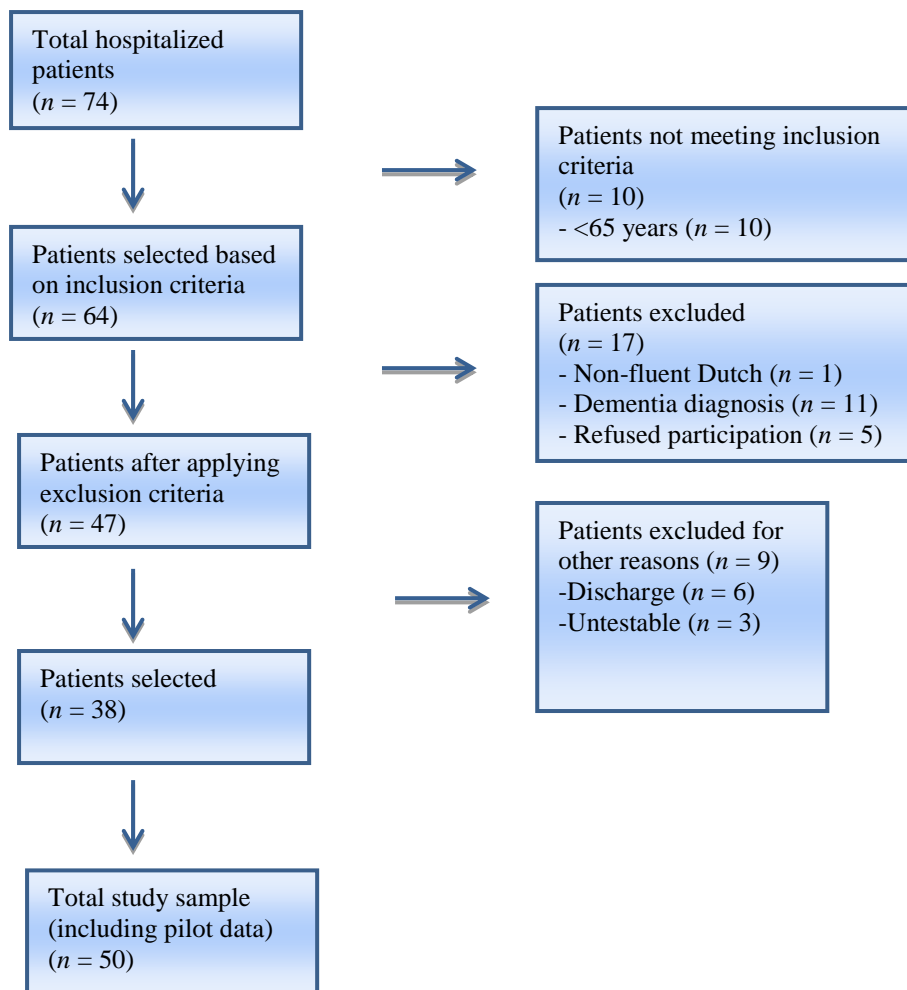 Total hospitalized
patients
(n = 74)
Patients not meeting inclusion
criteria
(n = 10)
- <65 years (n = 10)
Patients selected based
on inclusion criteria
(n = 64)
Patients excluded
(n = 17)
- Non-fluent Dutch (n = 1)
- Dementia diagnosis (n = 11)
- Refused participation (n = 5)
Patients after applying
exclusion criteria
(n = 47)
Patients excluded for
other reasons (n = 9)
-Discharge (n = 6)
-Untestable (n = 3)
Patients selected
(n = 38)
Total study sample
(including pilot data)
(n = 50)